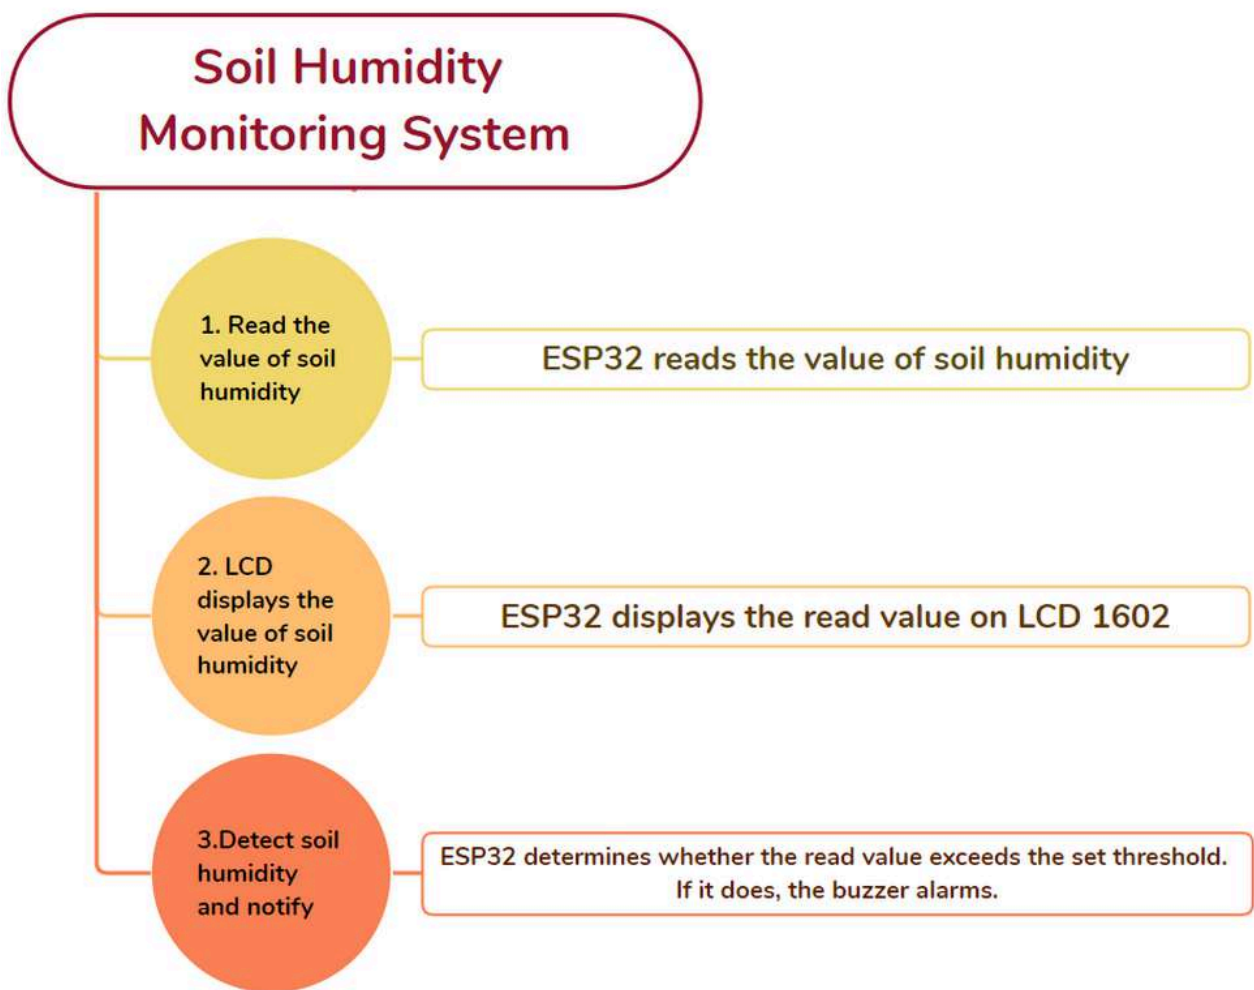 Soil Humidity
Monitoring System
1. Read the
value of soil
humidity
ESP32 reads the value of soil humidity
2. LCD
displays the
value of soil
humidity
ESP32 displays the read value on LCD 1602
3.Detect soil
humidity
and notify
ESP32 determines whether the read value exceeds the set threshold.
If it does, the buzzer alarms.